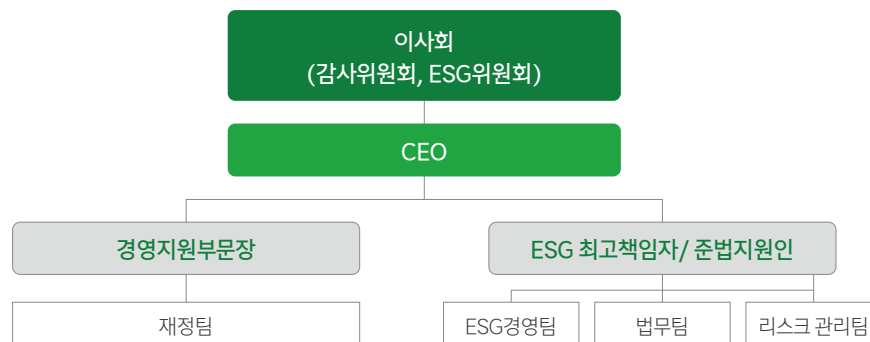 이사회
(감사위원회, ESG위원회)
CEO
경영지원부문장
ESG 최고책임자/ 준법지원인
재정팀
ESG경영팀
법무팀
리스크 관리팀